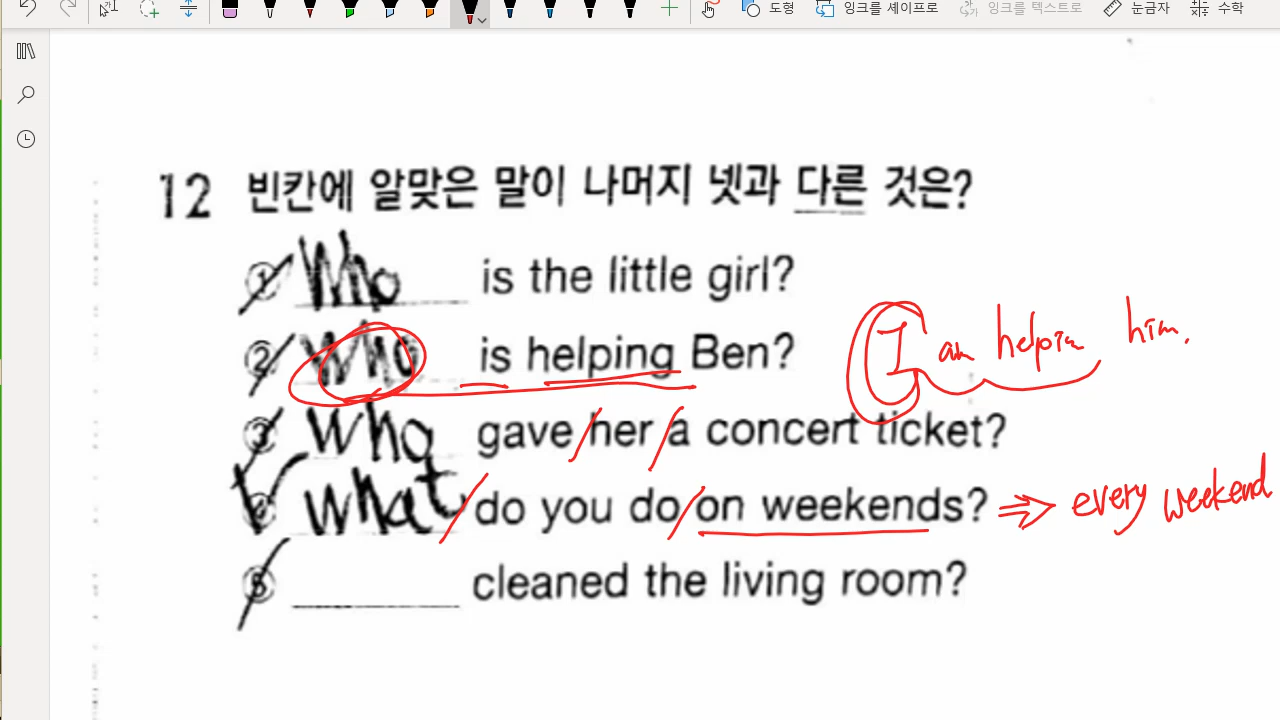 도형 잉크를 셰이프로 잉크를 텍스트로 눈금자 수학
12 빈칸에 알맞은 말이 나머지 넷과 다른 것은?
① Who is the little girl?
② Who is helping Ben?
I am helpin him.
③ Who gave her a concert ticket?
④ What do you do on weekends? ⇒ every weekend
⑤ cleaned the living room?